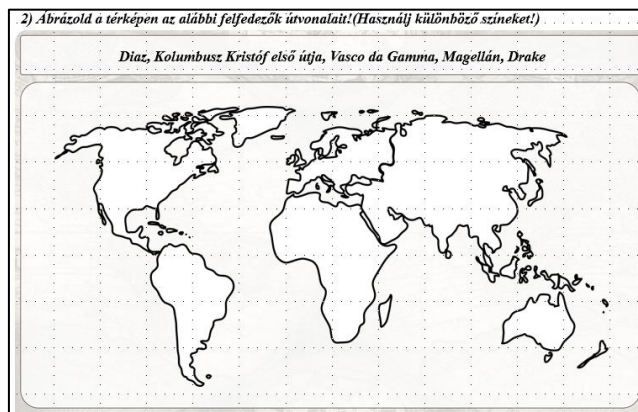 2) Ábrázold a térképen az alábbi felfedezők útvonalait!(Használj különböző színeket!)
Diaz, Kolumbusz Kristóf első útja, Vasco da Gamma, Magellán, Drake